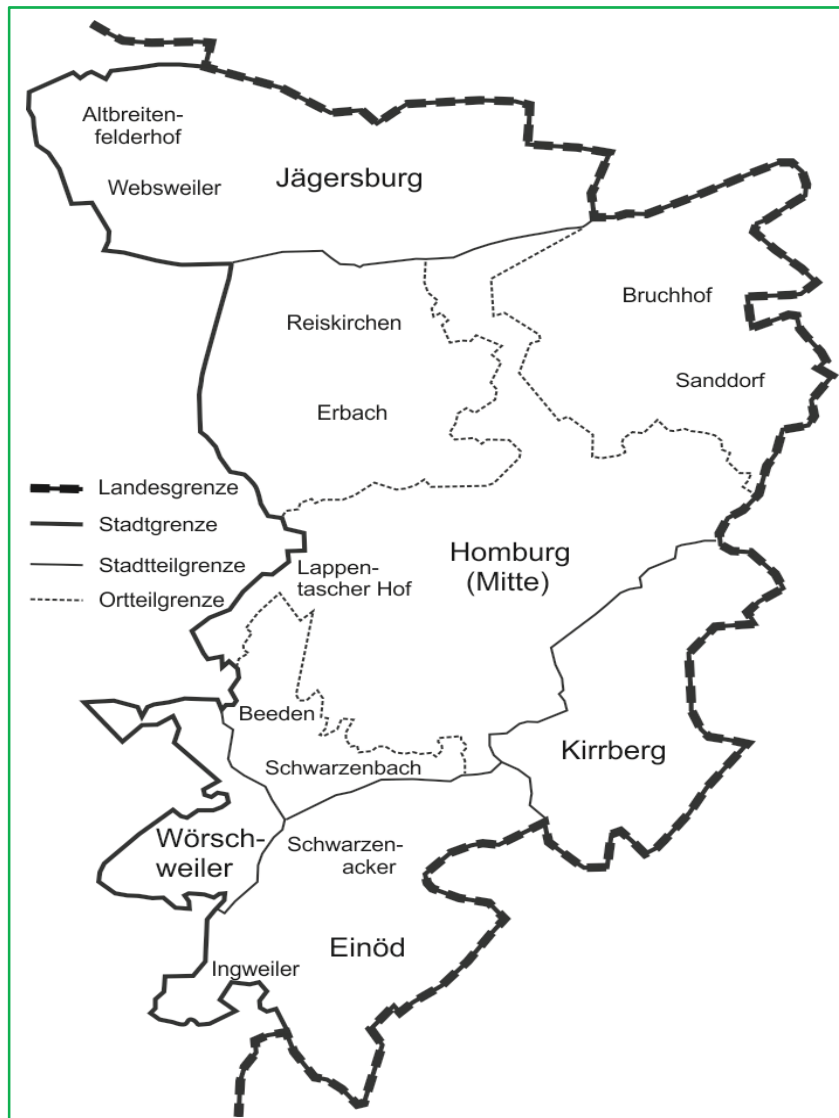 Altbreiten-
felderhof
Websweiler
Jägersburg
Reiskirchen
Bruchhof
Erbach
Sanddorf
Landesgrenze
Stadtgrenze
Stadtteilgrenze
Ortteilgrenze
Lappen-
tascher Hof
Homburg
(Mitte)
Beeden
Schwarzenbach
Kirrberg
Wörsch-
weiler
Schwarzen-
acker
Einöd
Ingweiler